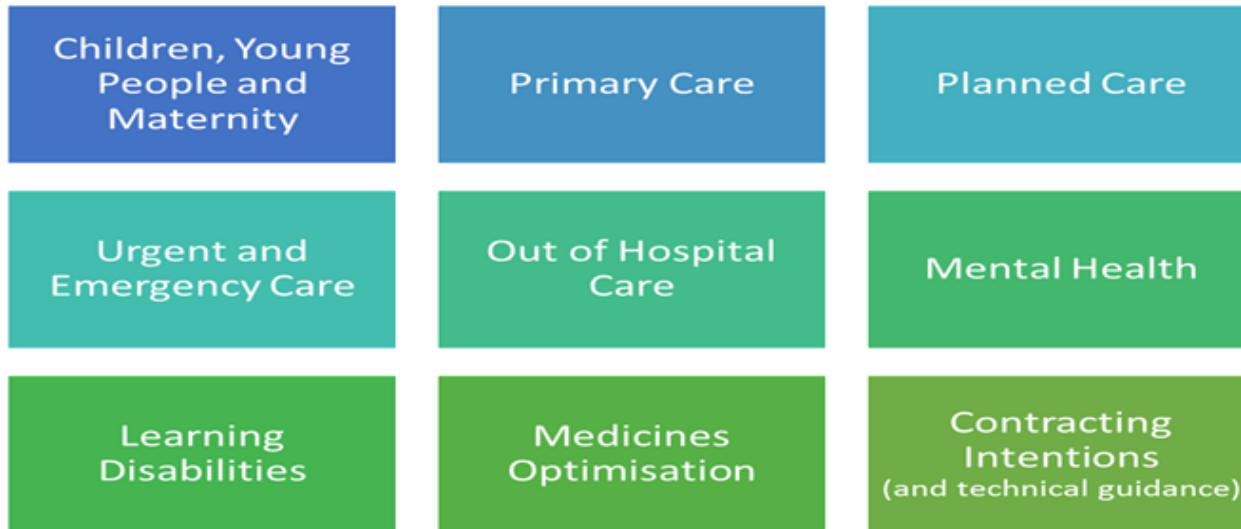 Children, Young
People and
Maternity
Primary Care
Planned Care
Urgent and
Emergency Care
Out of Hospital
Care
Mental Health
Learning
Disabilities
Medicines
Optimisation
Contracting
Intentions
(and technical guidance)